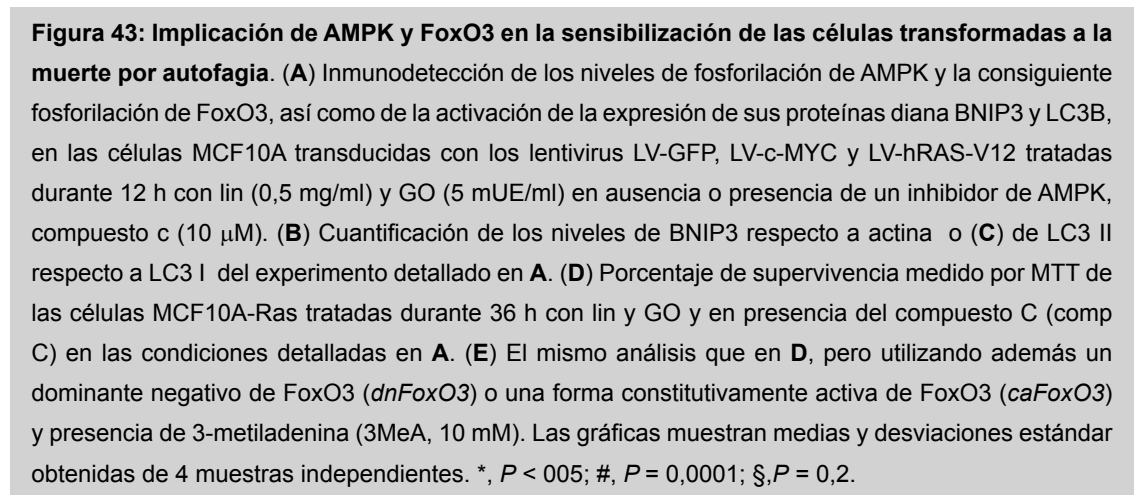 Figura 43: Implicación de AMPK y FoxO3 en la sensibilización de las células transformadas a la
muerte por autofagia. (A) Inmunodetección de los niveles de fosforilación de AMPK y la consiguiente
fosforilación de FoxO3, así como de la activación de la expresión de sus proteínas diana BNIP3 y LC3B,
en las células MCF10A transducidas con los lentivirus LV-GFP, LV-c-MYC y LV-hRAS-V12 tratadas
durante 12 h con lin (0,5 mg/ml) y GO (5 mUE/ml) en ausencia o presencia de un inhibidor de AMPK,
compuesto c (10 μM). (B) Cuantificación de los niveles de BNIP3 respecto a actina o (C) de LC3 II
respecto a LC3 I del experimento detallado en A. (D) Porcentaje de supervivencia medido por MTT de
las células MCF10A-Ras tratadas durante 36 h con lin y GO y en presencia del compuesto C (comp
C) en las condiciones detalladas en A. (E) El mismo análisis que en D, pero utilizando además un
dominante negativo de FoxO3 (dnFoxO3) o una forma constitutivamente activa de FoxO3 (caFoxO3)
y presencia de 3-metiladenina (3MeA, 10 mM). Las gráficas muestran medias y desviaciones estándar
obtenidas de 4 muestras independientes. *, P < 005; #, P = 0,0001; §,P = 0,2.